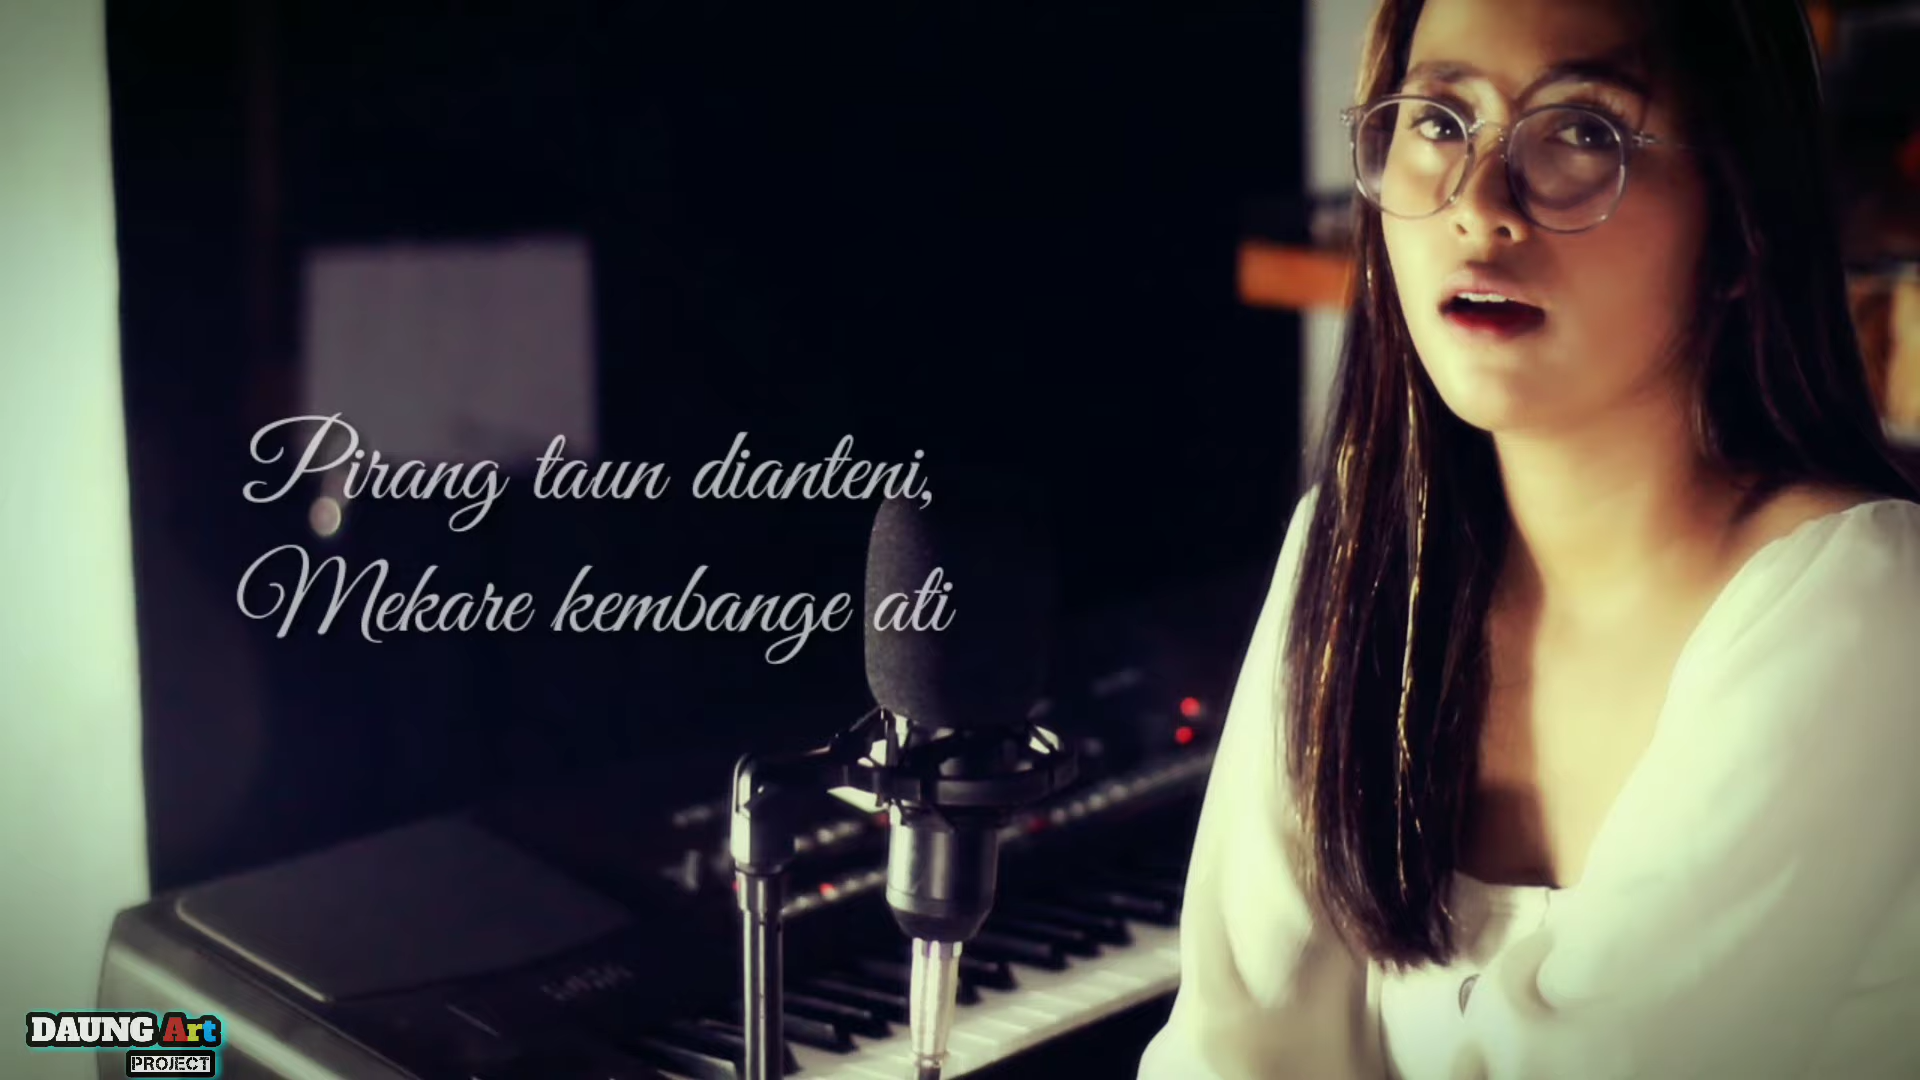 Pirang taun dianteni,
Mekare kembange ati
DAUNG Art
PROJECT